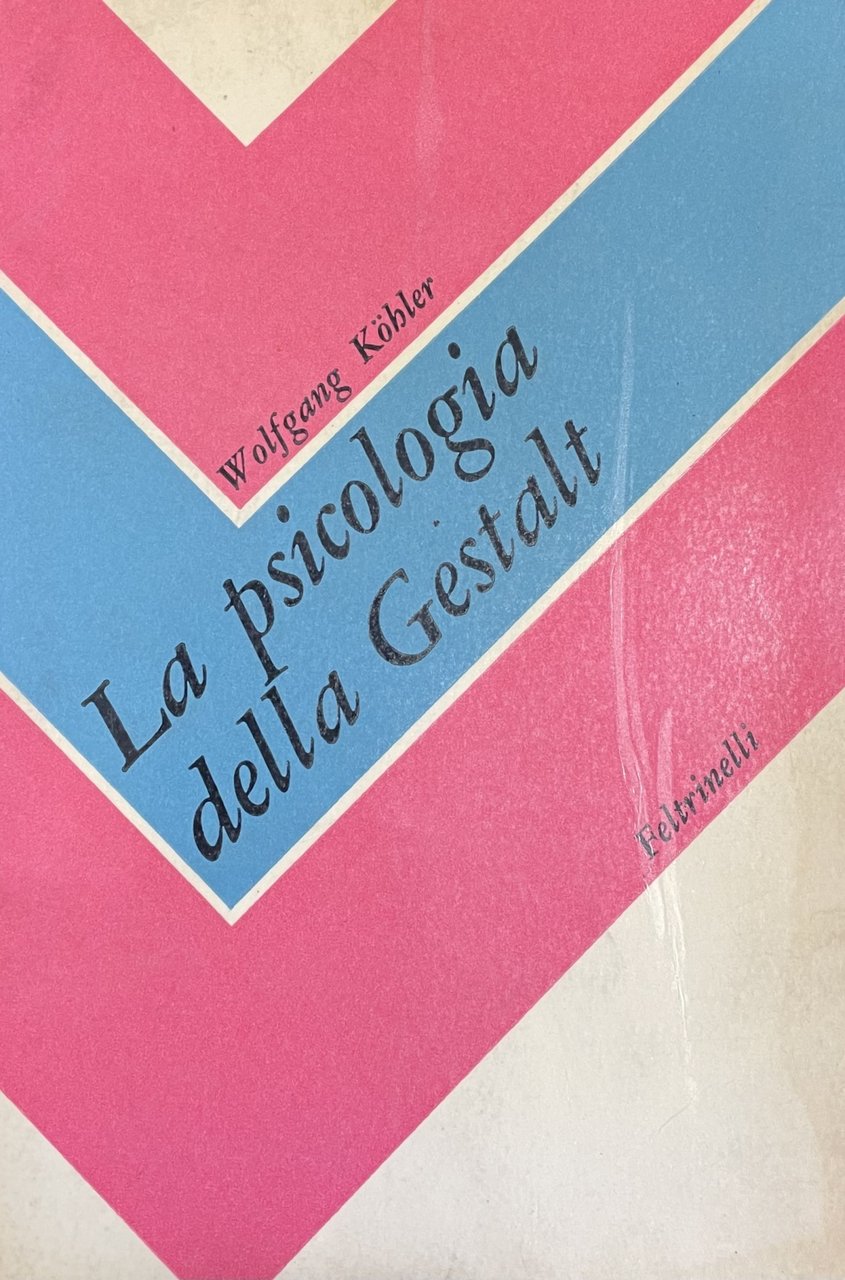 Wolfgang Köhler
La psicologia
della Gestalt
Feltrinelli